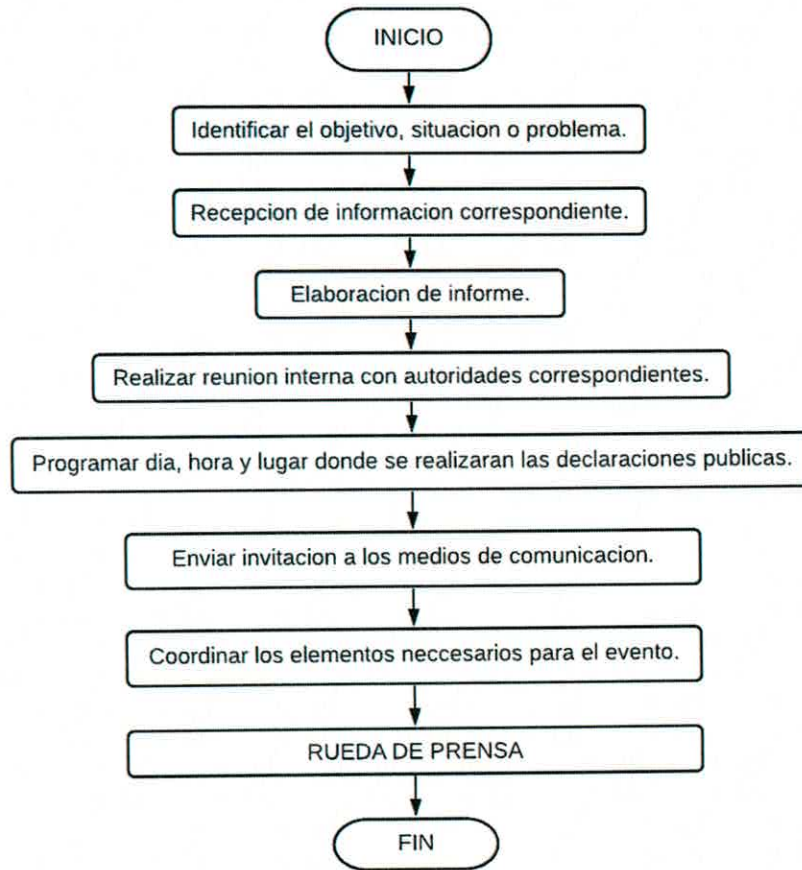 INICIO
Identificar el objetivo, situacion o problema.
Recepcion de informacion correspondiente.
Elaboracion de informe.
Realizar reunion interna con autoridades correspondientes.
Programar dia, hora y lugar donde se realizaran las declaraciones publicas.
Enviar invitacion a los medios de comunicacion.
Coordinar los elementos neccesarios para el evento.
RUEDA DE PRENSA
FIN